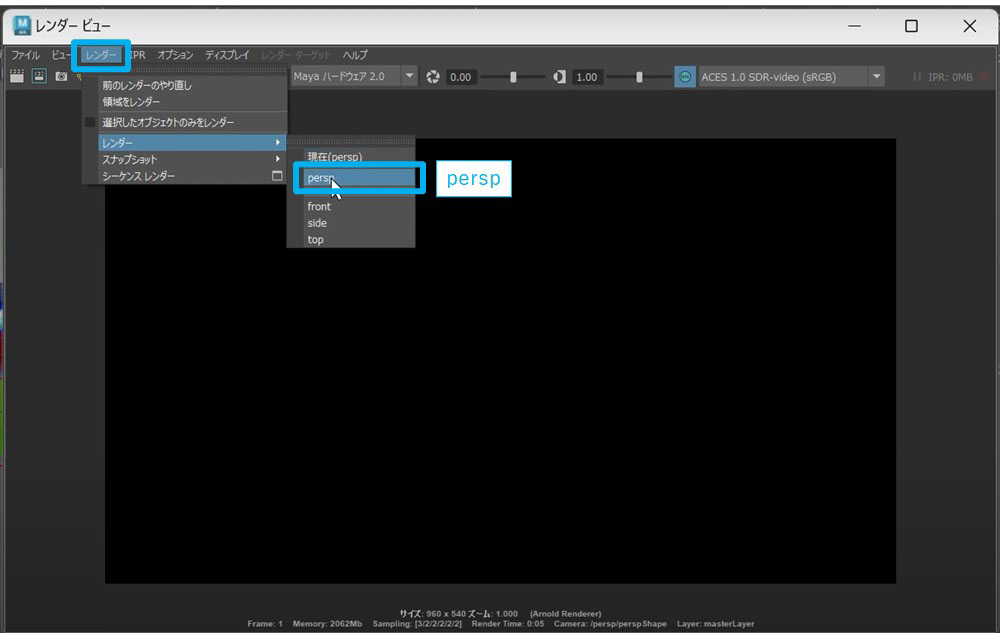 レンダー ビュー
ファイル ビュー レンダー IPR オプション ディスプレイ レンダー ターゲット ヘルプ
Maya ハードウェア 2.0 0.00 1.00 ACES 1.0 SDR-video (sRGB) IPR: 0MB
前のレンダーのやり直し
領域をレンダー
選択したオブジェクトのみをレンダー
レンダー
スナップショット
シーケンス レンダー
現在(persp)
persp
persp
front
side
top
サイズ: 960 x 540 ズーム: 1.000 (Arnold Renderer)
Frame: 1 Memory: 2062Mb Sampling: [3/2/2/2/2/2] Render Time: 0:05 Camera: /persp/perspShape Layer: masterLayer